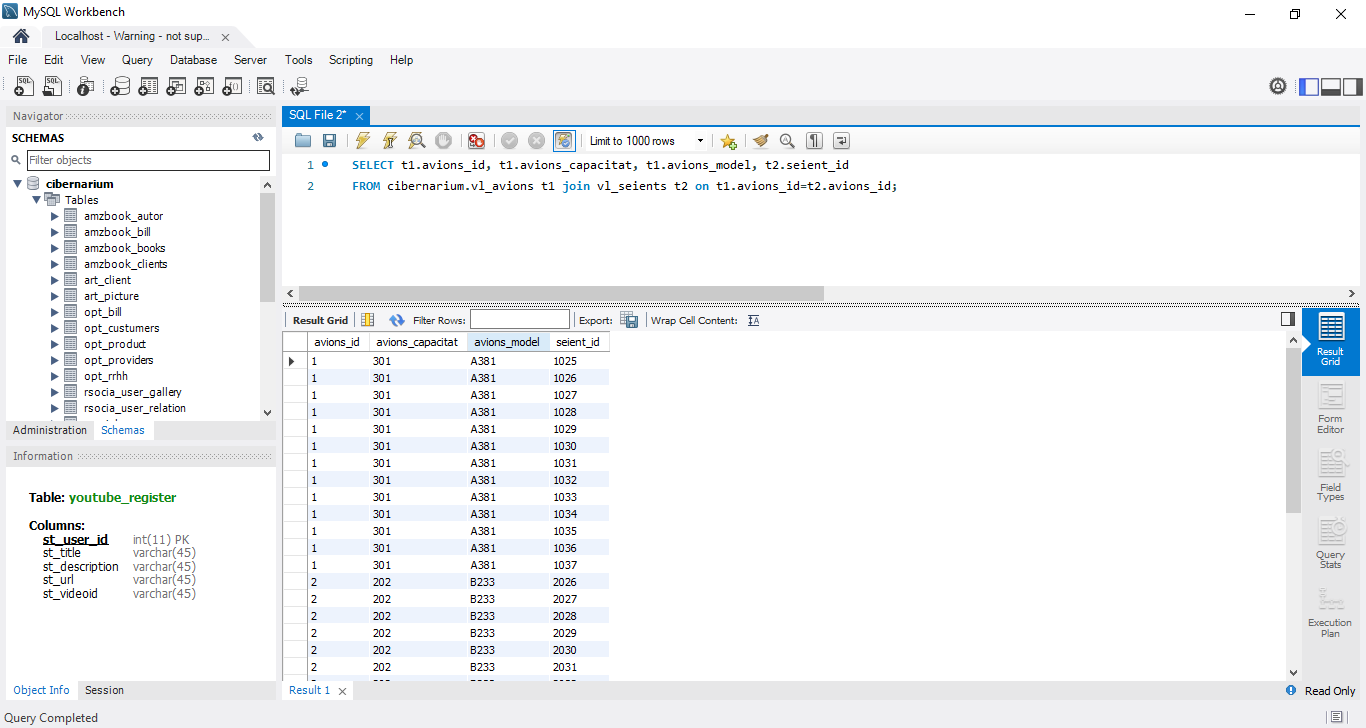 MySQL Workbench
Localhost - Warning - not sup...
File Edit View Query Database Server Tools Scripting Help
Navigator
SCHEMAS
Filter objects
cibernarium
Tables
amzbook_autor
amzbook_bill
amzbook_books
amzbook_clients
art_client
art_picture
opt_bill
opt_custumers
opt_product
opt_providers
opt_rrhh
rsocia_user_gallery
rsocia_user_relation
Administration Schemas
Information
Table: youtube_register
Columns:
st_user_id int(11) PK
st_title varchar(45)
st_description varchar(45)
st_url varchar(45)
st_videoid varchar(45)
Object Info Session
Query Completed
SQL File 2*
Limit to 1000 rows
1 SELECT t1.avions_id, t1.avions_capacitat, t1.avions_model, t2.seient_id
2 FROM cibernarium.vl_avions t1 join vl_seients t2 on t1.avions_id=t2.avions_id;
Result Grid Filter Rows: Export: Wrap Cell Content:
avions_id avions_capacitat avions_model seient_id
1 301 A381 1025
1 301 A381 1026
1 301 A381 1027
1 301 A381 1028
1 301 A381 1029
1 301 A381 1030
1 301 A381 1031
1 301 A381 1032
1 301 A381 1033
1 301 A381 1034
1 301 A381 1035
1 301 A381 1036
1 301 A381 1037
2 202 B233 2026
2 202 B233 2027
2 202 B233 2028
2 202 B233 2029
2 202 B233 2030
2 202 B233 2031
Result
Grid
Form
Editor
Field
Types
Query
Stats
Execution
Plan
Result 1
Read Only